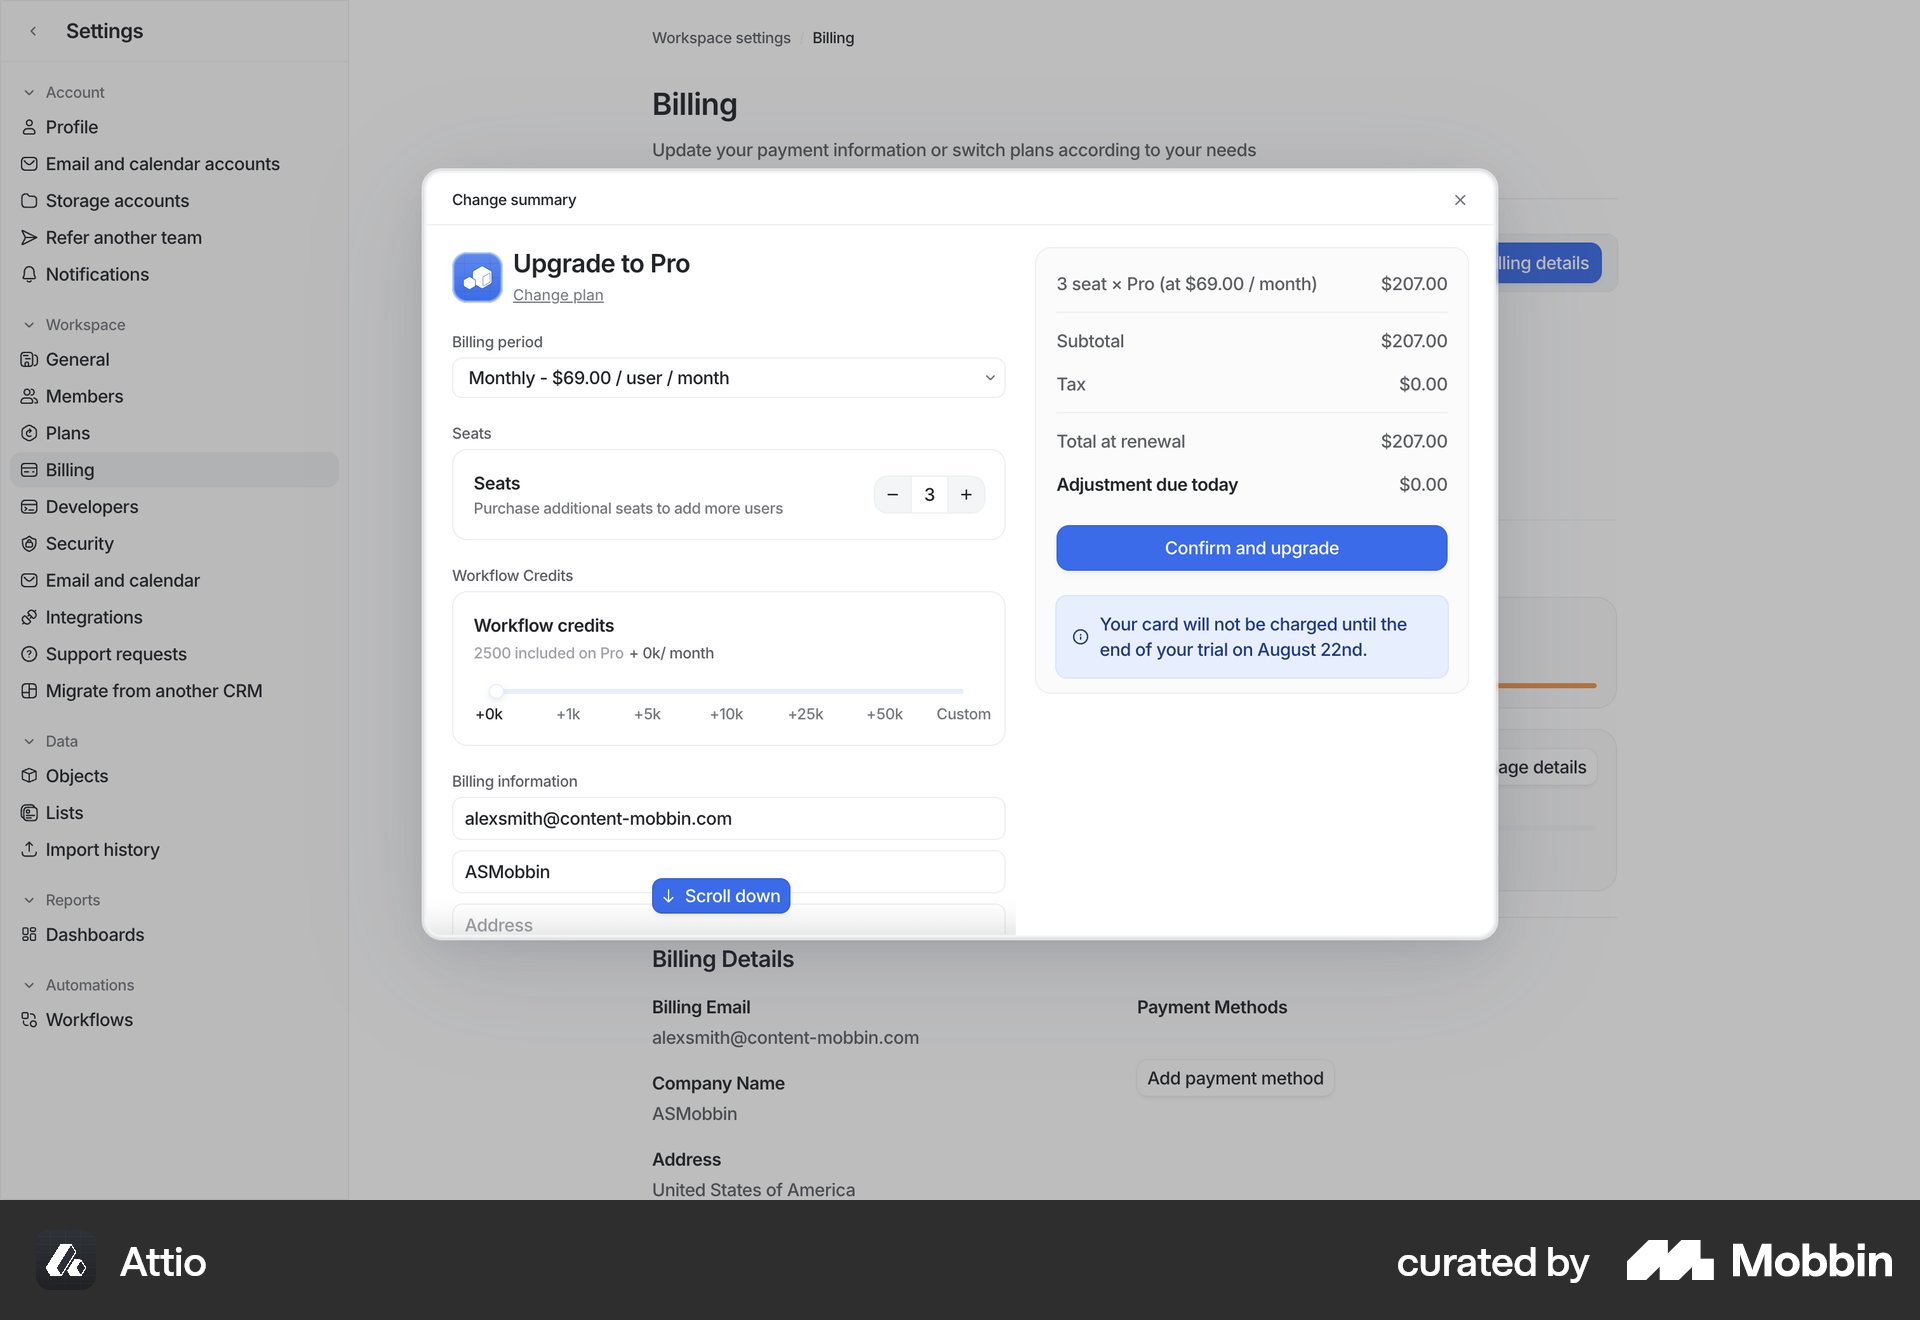 Settings
Account
Profile
Email and calendar accounts
Storage accounts
Refer another team
Notifications
Workspace
General
Members
Plans
Billing
Developers
Security
Email and calendar
Integrations
Support requests
Migrate from another CRM
Data
Objects
Lists
Import history
Reports
Dashboards
Automations
Workflows
Workspace settings / Billing
Billing
Update your payment information or switch plans according to your needs
lling details
age details
Change summary
Upgrade to Pro
Change plan
Billing period
Monthly - $69.00 / user / month
Seats
Seats
Purchase additional seats to add more users
− 3 +
Workflow Credits
Workflow credits
2500 included on Pro + 0k/ month
+0k +1k +5k +10k +25k +50k Custom
Billing information
alexsmith@content-mobbin.com
ASMobbin
Scroll down
Address
3 seat × Pro (at $69.00 / month) $207.00
Subtotal $207.00
Tax $0.00
Total at renewal $207.00
Adjustment due today $0.00
Confirm and upgrade
Your card will not be charged until the
end of your trial on August 22nd.
Billing Details
Billing Email
alexsmith@content-mobbin.com
Company Name
ASMobbin
Address
United States of America
Payment Methods
Add payment method
Attio
curated by Mobbin